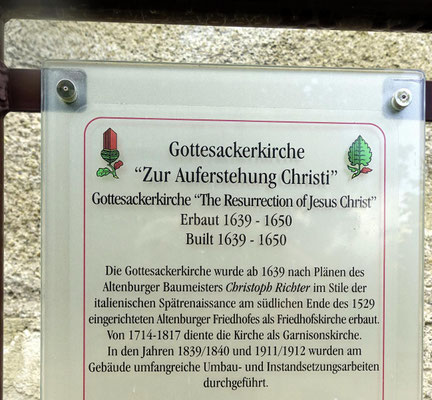 Gottesackerkirche
"Zur Auferstehung Christi"
Gottesackerkirche "The Resurrection of Jesus Christ"
Erbaut 1639 - 1650
Built 1639 - 1650
Die Gottesackerkirche wurde ab 1639 nach Plänen des
Altenburger Baumeisters Christoph Richter im Stile der
italienischen Spätrenaissance am südlichen Ende des 1529
eingerichteten Altenburger Friedhofes als Friedhofskirche erbaut.
Von 1714-1817 diente die Kirche als Garnisonskirche.
In den Jahren 1839/1840 und 1911/1912 wurden am
Gebäude umfangreiche Umbau- und Instandsetzungsarbeiten
durchgeführt.